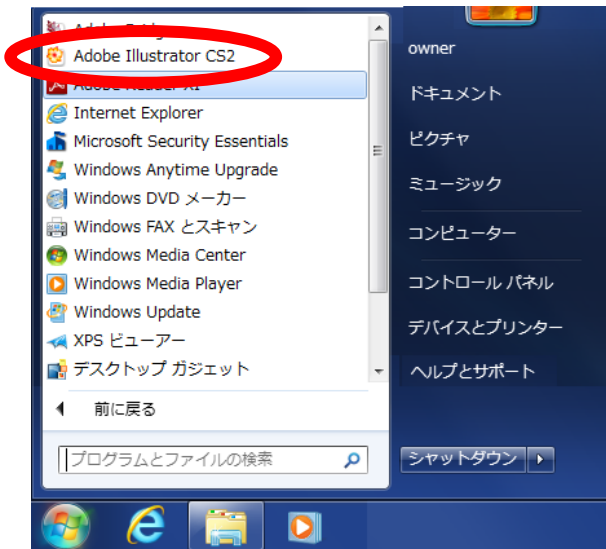 Adobe Illustrator CS2
Adobe Reader XI
Internet Explorer
Microsoft Security Essentials
Windows Anytime Upgrade
Windows DVD メーカー
Windows FAX とスキャン
Windows Media Center
Windows Media Player
Windows Update
XPS ビューアー
デスクトップ ガジェット
前に戻る
プログラムとファイルの検索
owner
ドキュメント
ピクチャ
ミュージック
コンピューター
コントロール パネル
デバイスとプリンター
ヘルプとサポート
シャットダウン